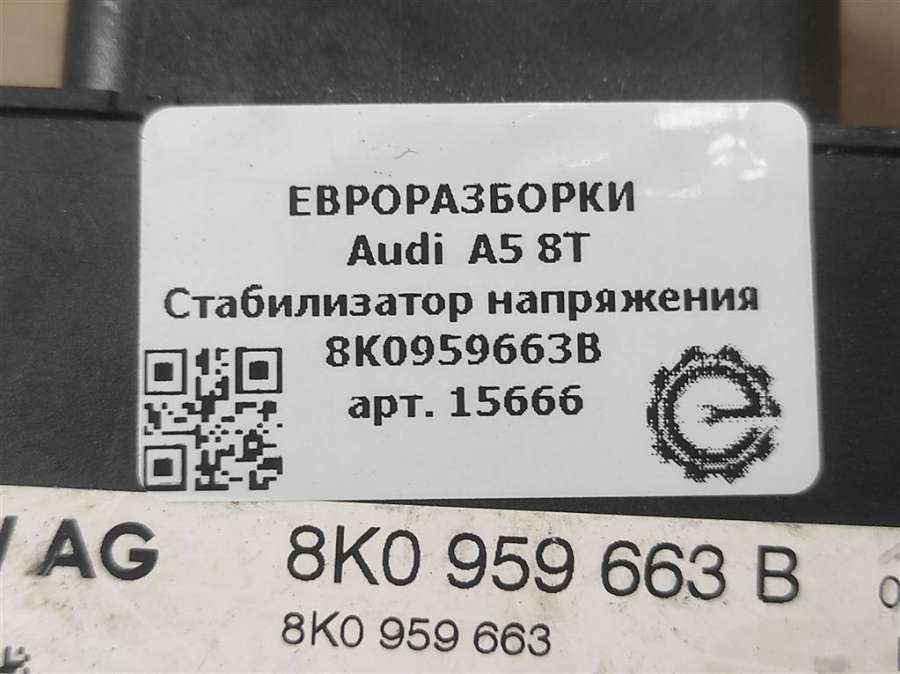 ЕВРОРАЗБОРКИ
Audi A5 8T
Стабилизатор напряжения
8K0959663B
арт. 15666
AG 8K0 959 663 B
8K0 959 663